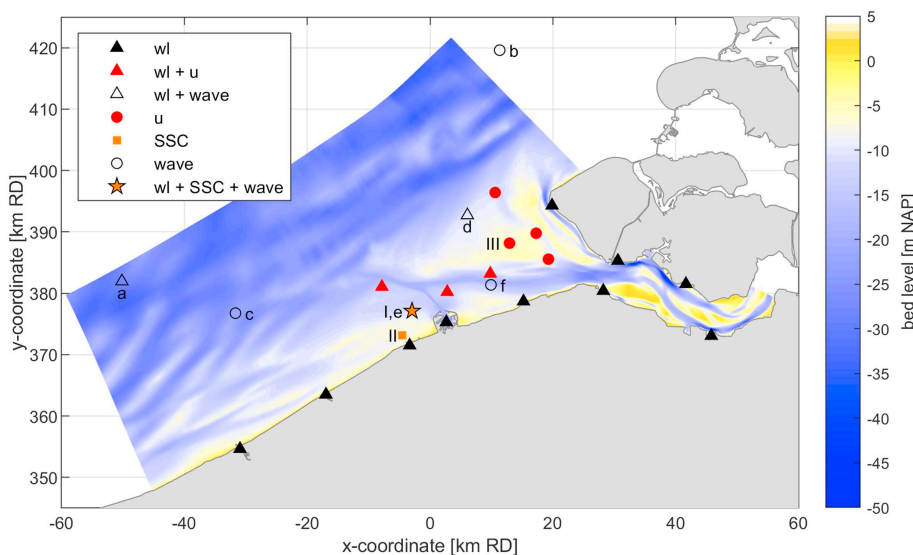 420
410
400
390
380
370
360
350
y-coordinate [km RD]
-60
-40
-20
0
20
40
60
x-coordinate [km RD]
wl
wl + u
wl + wave
u
SSC
wave
wl + SSC + wave
b
d
III
a
c
f
I,e
II
5
0
-5
-10
-15
-20
-25
-30
-35
-40
-45
-50
bed level [m NAP]